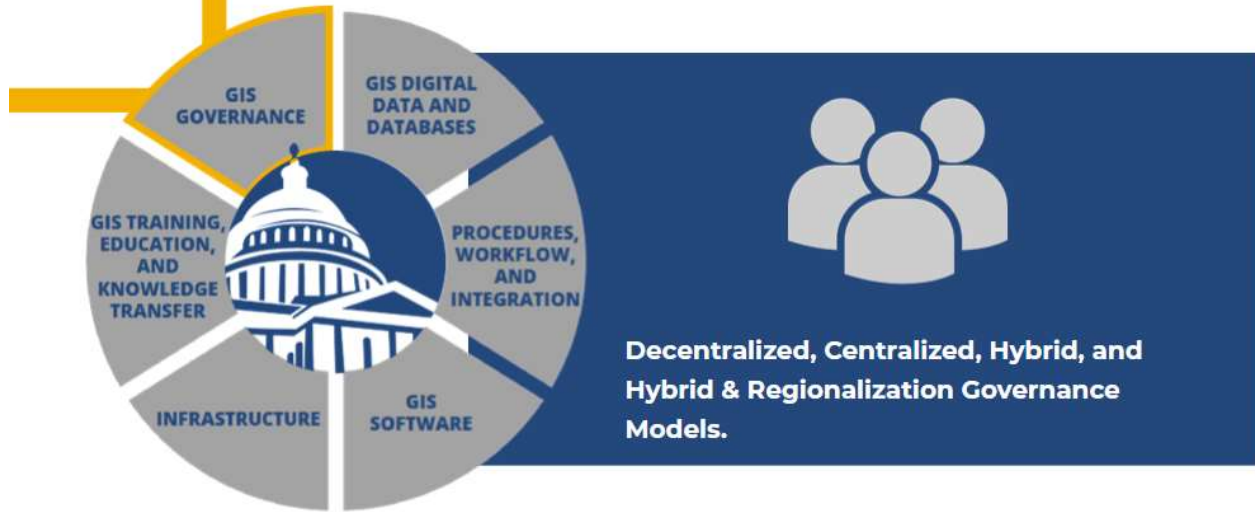 GIS
GOVERNANCE
GIS DIGITAL
DATA AND
DATABASES
GIS TRAINING,
EDUCATION,
AND
KNOWLEDGE
TRANSFER
PROCEDURES,
WORKFLOW,
AND
INTEGRATION
INFRASTRUCTURE
GIS
SOFTWARE
Decentralized, Centralized, Hybrid, and
Hybrid & Regionalization Governance
Models.